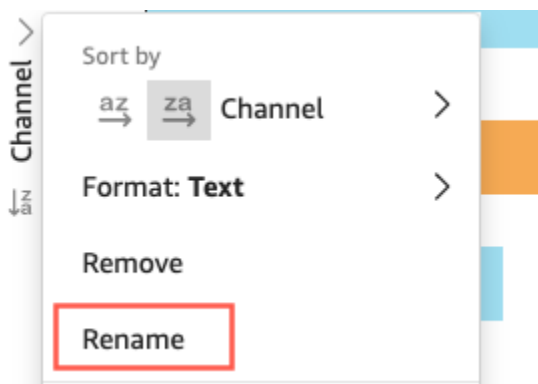 Channel
Sort by
az za Channel
Format: Text
Remove
Rename